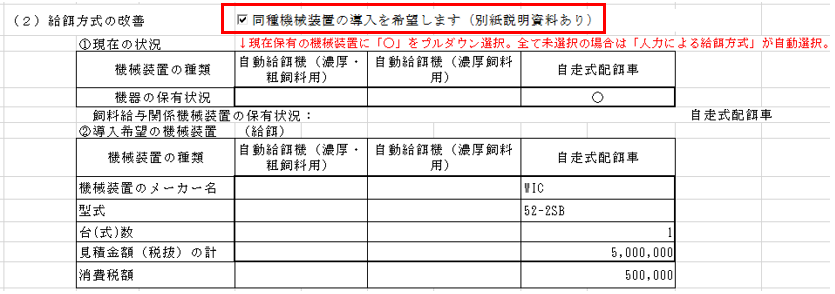 （２）給餌方式の改善
☑ 同種機械装置の導入を希望します（別紙説明資料あり）
①現在の状況
↓現在保有の機械装置に「〇」をプルダウン選択。全て未選択の場合は「人力による給餌方式」が自動選択。
機械装置の種類 自動給餌機（濃厚・粗飼料用） 自動給餌機（濃厚飼料用） 自走式配餌車
機器の保有状況 〇
飼料給与関係機械装置の保有状況： 自走式配餌車
②導入希望の機械装置 （給餌）
機械装置の種類 自動給餌機（濃厚・粗飼料用） 自動給餌機（濃厚飼料用） 自走式配餌車
機械装置のメーカー名 WIC
型式 52-2SB
台(式)数 1
見積金額（税抜）の計 5,000,000
消費税額 500,000